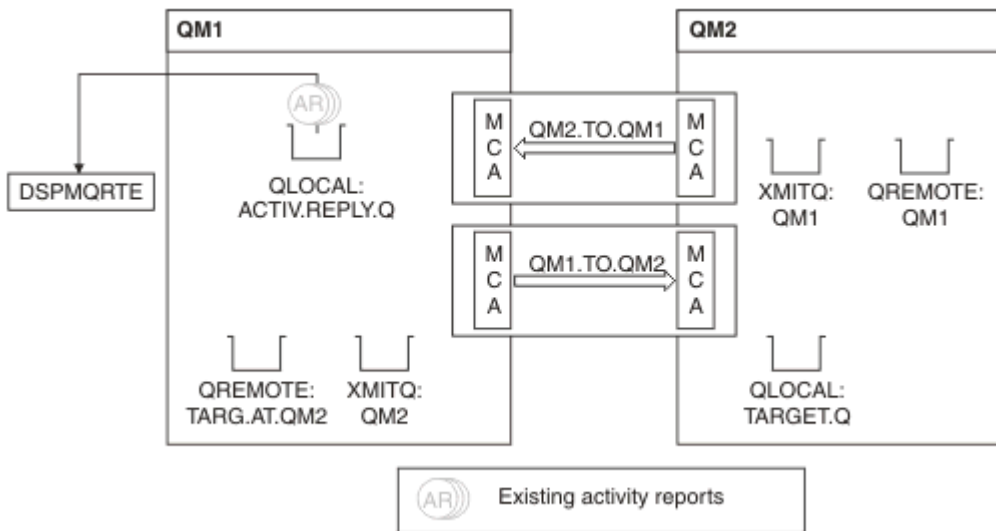 QM1
QM2
AR
M
C
A
QM2.TO.QM1
M
C
A
DSPMQRTE
QLOCAL:
ACTIV.REPLY.Q
XMITQ:
QM1
QREMOTE:
QM1
M
C
A
QM1.TO.QM2
M
C
A
QREMOTE:
TARG.AT.QM2
XMITQ:
QM2
QLOCAL:
TARGET.Q
AR
Existing activity reports